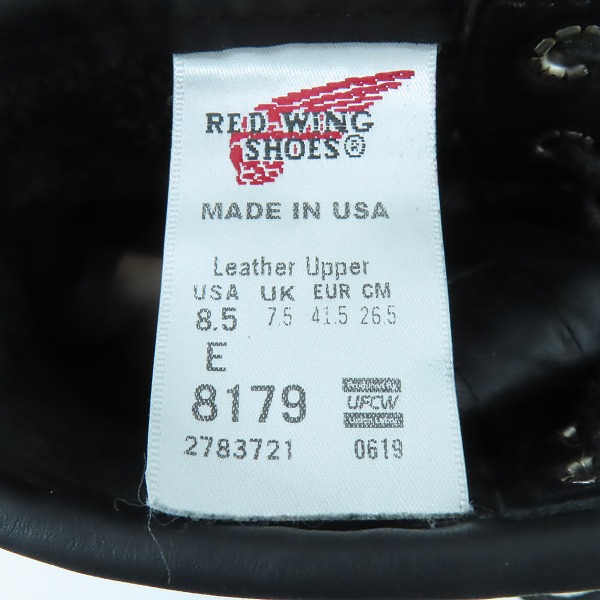 RED WING
SHOES®
MADE IN USA
Leather Upper
USA UK EUR CM
8.5 7.5 41.5 26.5
E
8179
UFCW
2783721 0619